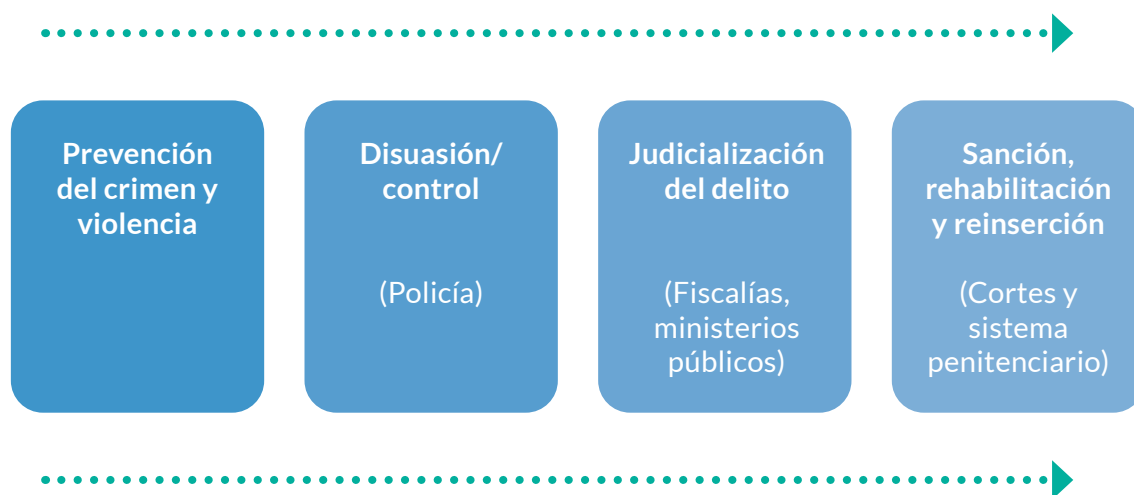 Prevención
del crimen y
violencia
Disuasión/
control
(Policía)
Judicialización
del delito
(Fiscalías,
ministerios
públicos)
Sanción,
rehabilitación
y reinserción
(Cortes y
sistema
penitenciario)